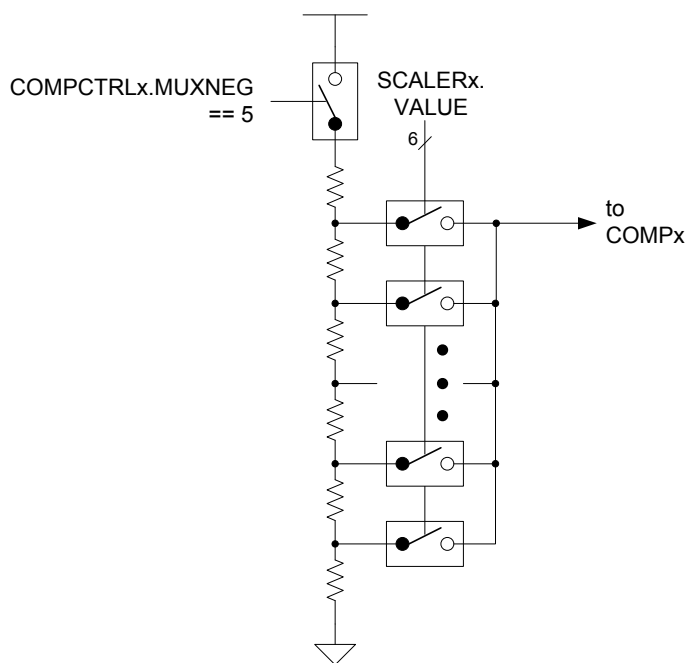 COMPCTRLx.MUXNEG
== 5
SCALERx.
VALUE
6
to
COMPx